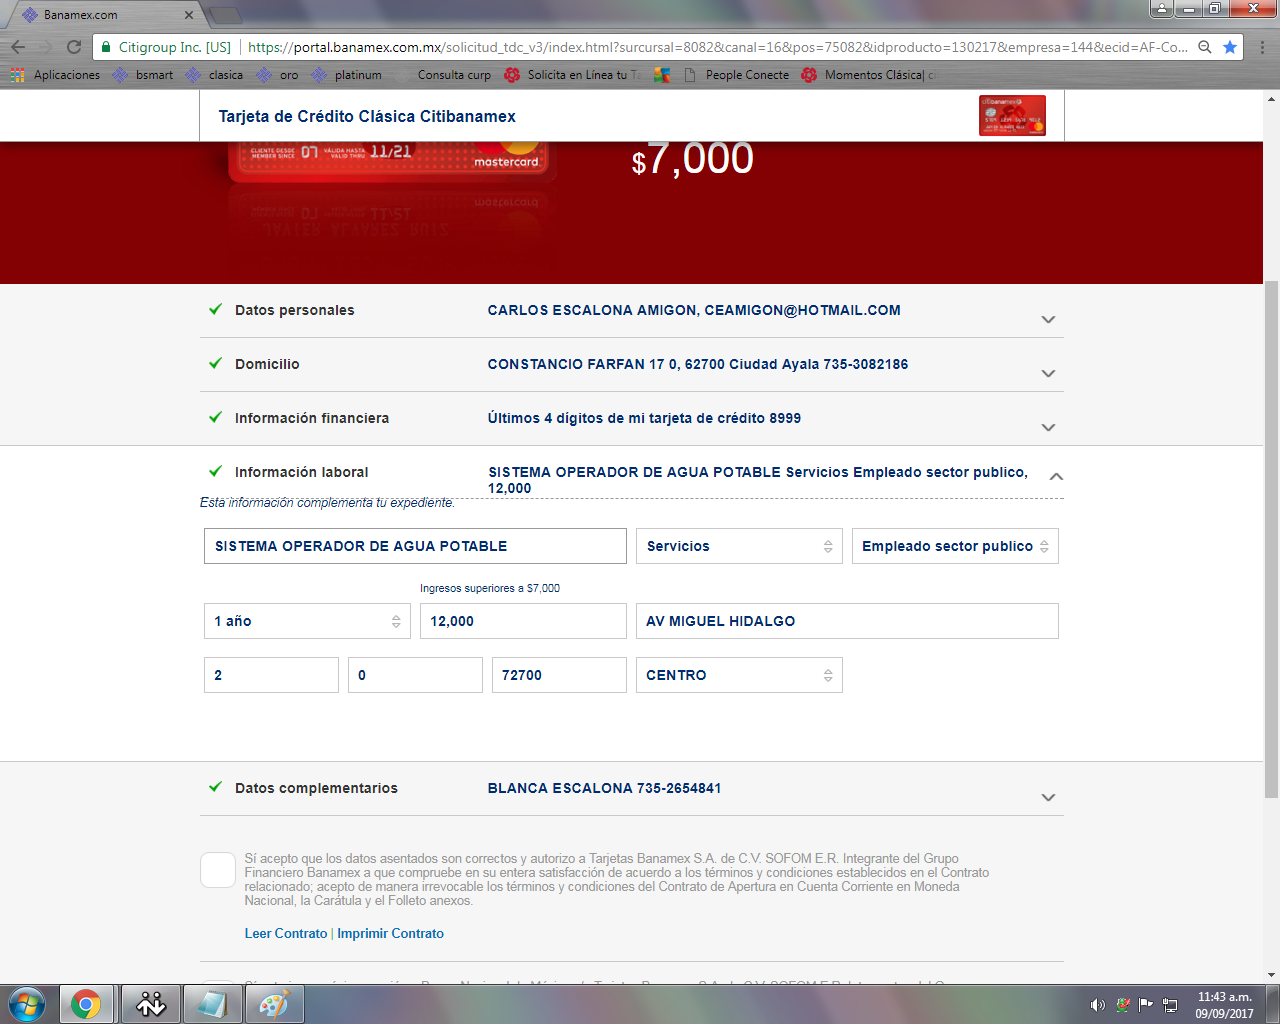 Banamex.com
Citigroup Inc. [US]
https://portal.banamex.com.mx/solicitud_tdc_v3/index.html?sursursal=8082&canal=16&pos=75082&idproducto=130217&empresa=144&ecid=AF-Co...
Aplicaciones
bsmart
clasica
oro
platinum
Consulta curp
Solicita en Línea tu Ta
People Conecte
Momentos Clásica| c
Tarjeta de Crédito Clásica Citibanamex
CLIENTE DESDE
MEMBER SINCE
07
VÁLIDA HASTA
VALID THRU
11/21
mastercard
$7,000
Datos personales
CARLOS ESCALONA AMIGON, CEAMIGON@HOTMAIL.COM
Domicilio
CONSTANCIO FARFAN 17 0, 62700 Ciudad Ayala 735-3082186
Información financiera
Últimos 4 dígitos de mi tarjeta de crédito 8999
Información laboral
SISTEMA OPERADOR DE AGUA POTABLE Servicios Empleado sector publico,
12,000
Esta información complementa tu expediente.
SISTEMA OPERADOR DE AGUA POTABLE
Servicios
Empleado sector publico
Ingresos superiores a $7,000
1 año
12,000
AV MIGUEL HIDALGO
2
0
72700
CENTRO
Datos complementarios
BLANCA ESCALONA 735-2654841
Sí acepto que los datos asentados son correctos y autorizo a Tarjetas Banamex S.A. de C.V. SOFOM E.R. Integrante del Grupo
Financiero Banamex a que compruebe en su entera satisfacción de acuerdo a los términos y condiciones establecidos en el Contrato
relacionado; acepto de manera irrevocable los términos y condiciones del Contrato de Apertura en Cuenta Corriente en Moneda
Nacional, la Carátula y el Folleto anexos.
Leer Contrato | Imprimir Contrato
11:43 a.m.
09/09/2017